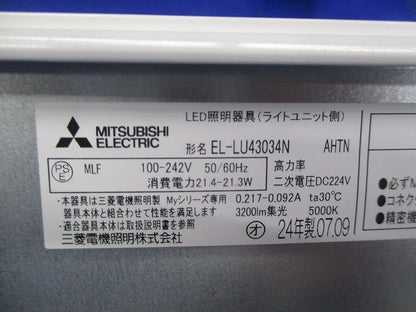 LED照明器具(ライトユニット側)
MITSUBISHI ELECTRIC
形名 EL-LU43034N AHTN
PS E MLF 100-242V 50/60Hz 高力率
消費電力21.4-21.3W 二次電圧DC224V
・本器具は三菱電機照明製 Myシリーズ専用 0.217-0.092A ta30℃
器具本体と組合わせて性能を満足します 3200lm集光 5000K
・適合器具本体は取扱説明書を参照
三菱電機照明株式会社 オ 24年製07.09
●必ずM
●コネク
●精密機